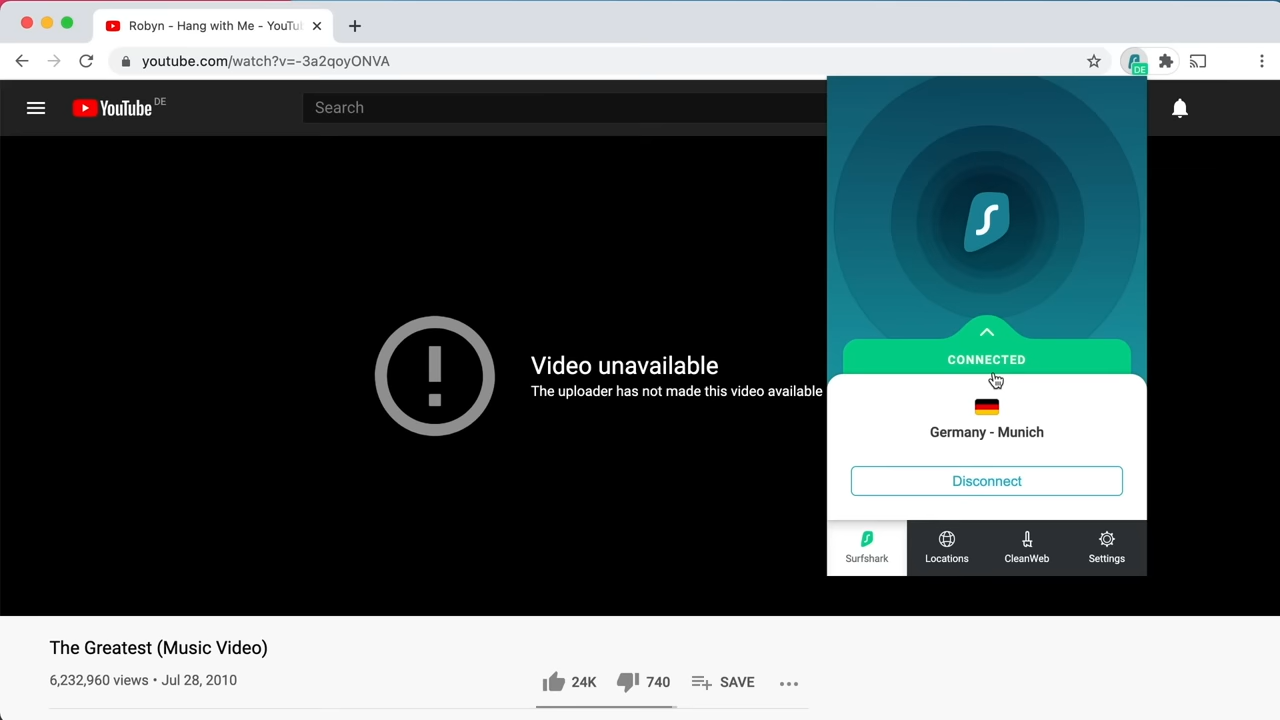 Robyn - Hang with Me - YouTu
youtube.com/watch?v=-3a2qoyONVA
DE
YouTube DE
Search
Video unavailable
The uploader has not made this video available
CONNECTED
Germany - Munich
Disconnect
Surfshark
Locations
CleanWeb
Settings
The Greatest (Music Video)
6,232,960 views • Jul 28, 2010
24K
740
SAVE